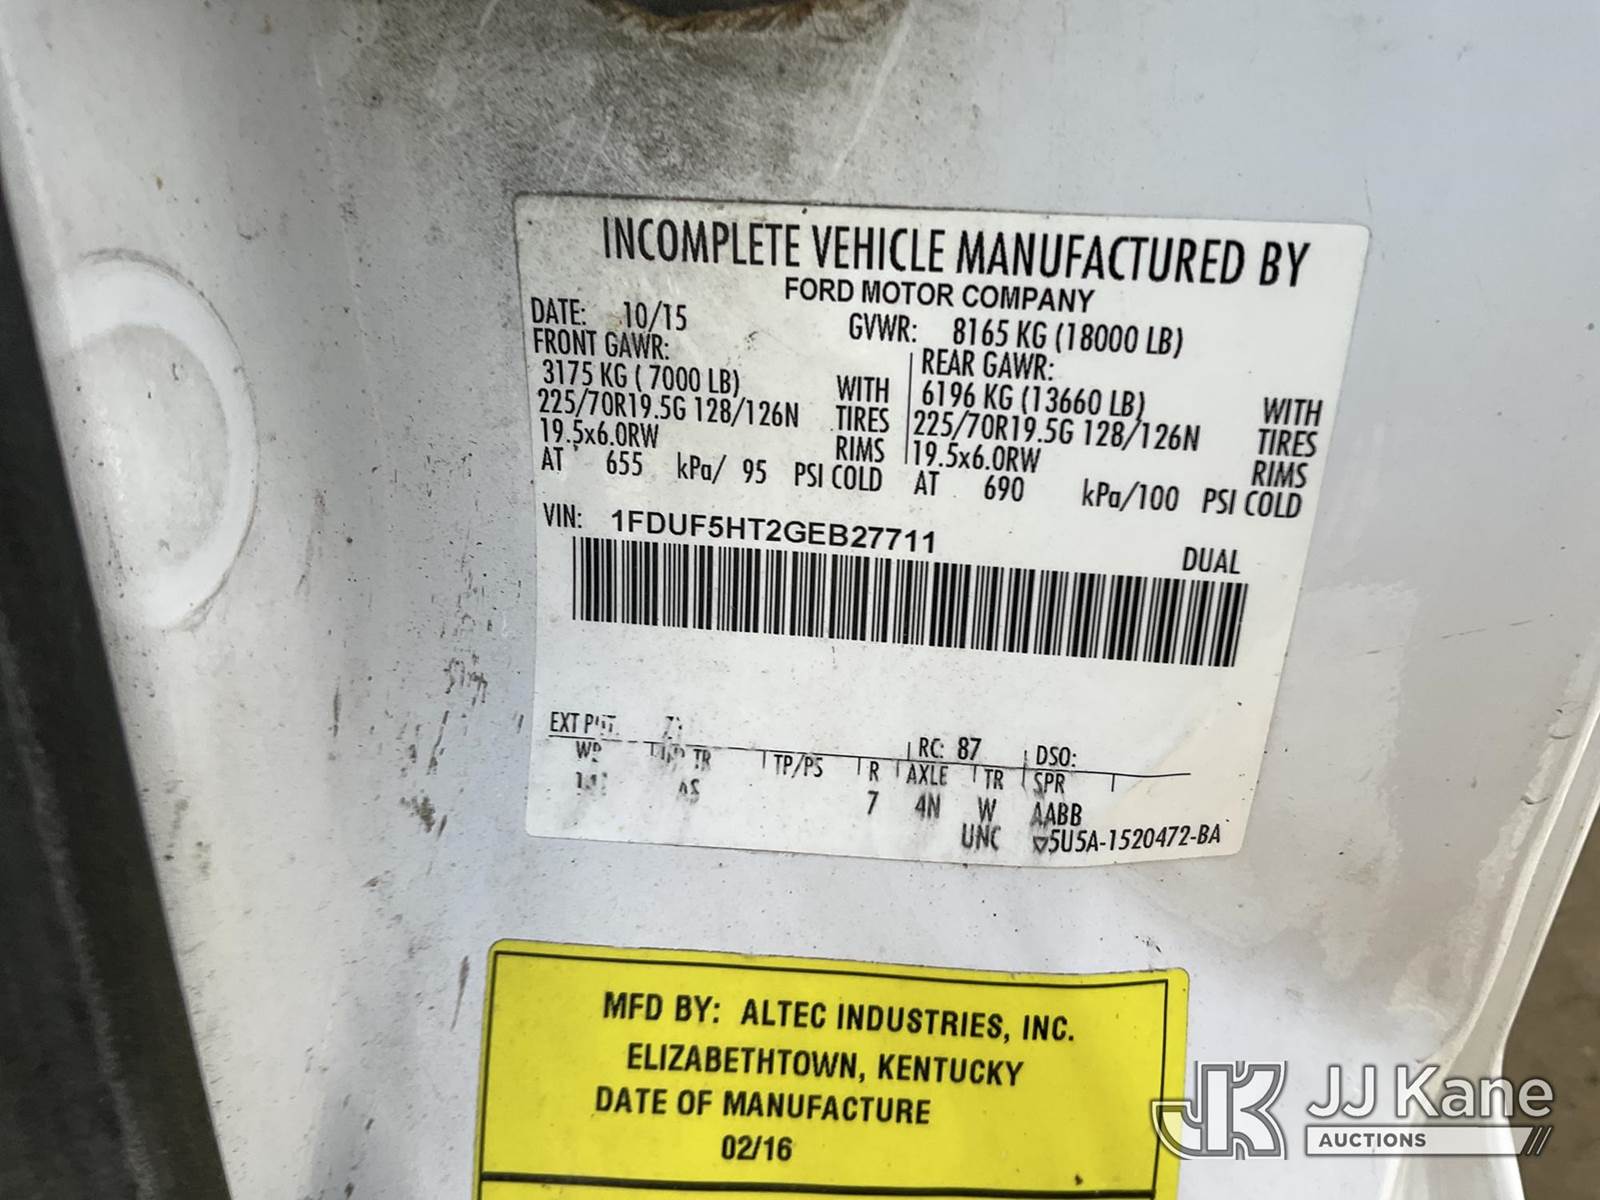 INCOMPLETE VEHICLE MANUFACTURED BY
FORD MOTOR COMPANY
DATE: 10/15 GVWR: 8165 KG (18000 LB)
FRONT GAWR: REAR GAWR:
3175 KG ( 7000 LB) WITH 6196 KG (13660 LB) WITH
225/70R19.5G 128/126N TIRES 225/70R19.5G 128/126N TIRES
19.5x6.0RW RIMS 19.5x6.0RW RIMS
AT 655 kPa/ 95 PSI COLD AT 690 kPa/100 PSI COLD
VIN: 1FDUF5HT2GEB27711
DUAL
EXT RC: 87 DSO:
TR TP/PS R AXLE TR SPR
AS 7 4N W AABB
UNC ▽5U5A-1520472-BA
MFD BY: ALTEC INDUSTRIES, INC.
ELIZABETHTOWN, KENTUCKY
DATE OF MANUFACTURE
02/16
JK JJ Kane
AUCTIONS